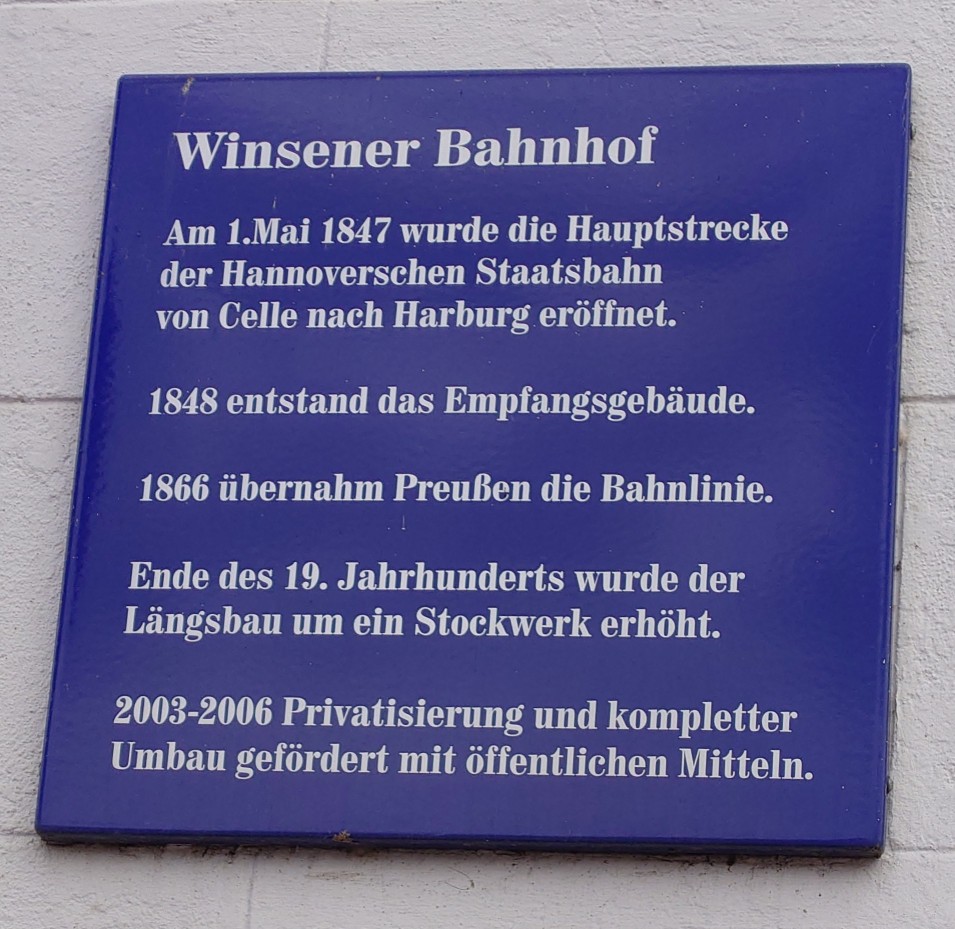 Winsener Bahnhof
Am 1.Mai 1847 wurde die Hauptstrecke
der Hannoverschen Staatsbahn
von Celle nach Harburg eröffnet.
1848 entstand das Empfangsgebäude.
1866 übernahm Preußen die Bahnlinie.
Ende des 19. Jahrhunderts wurde der
Längsbau um ein Stockwerk erhöht.
2003-2006 Privatisierung und kompletter
Umbau gefördert mit öffentlichen Mitteln.